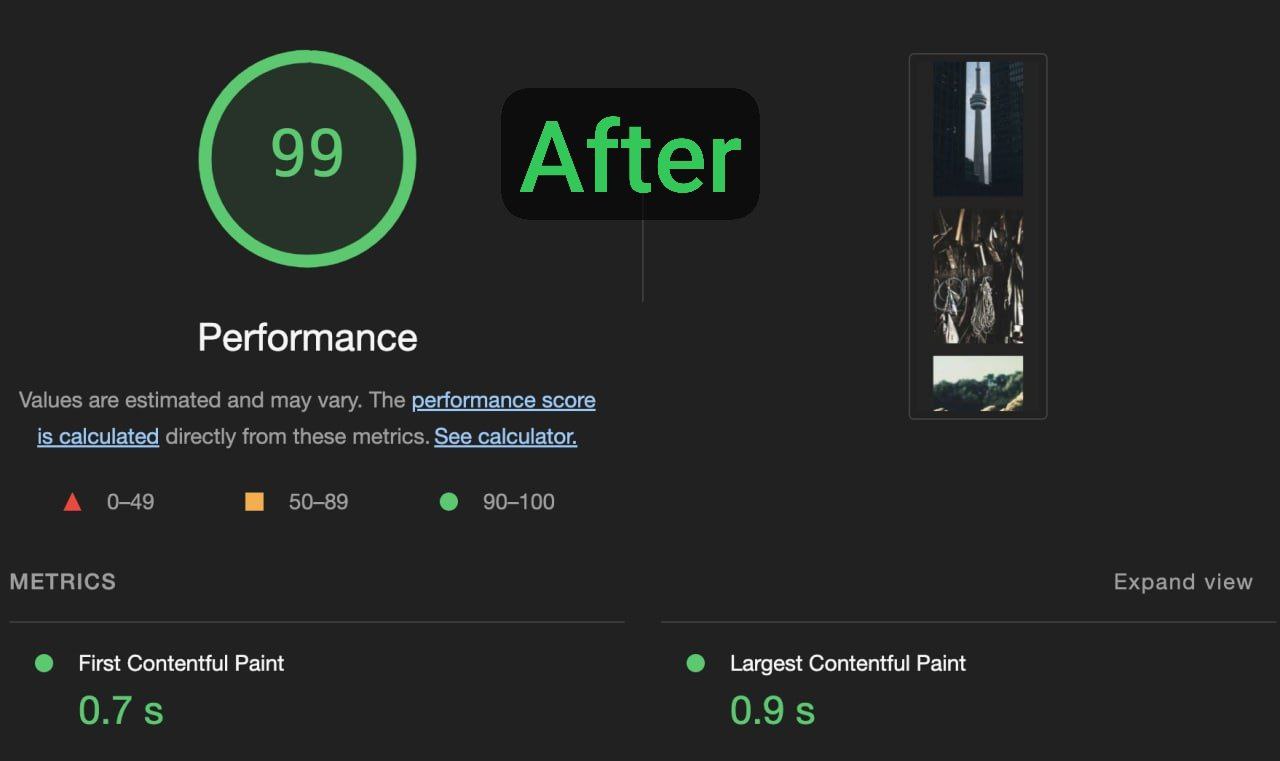 99
After
Performance
Values are estimated and may vary. The performance score
is calculated directly from these metrics. See calculator.
0–49
50–89
90–100
METRICS
Expand view
First Contentful Paint
0.7 s
Largest Contentful Paint
0.9 s